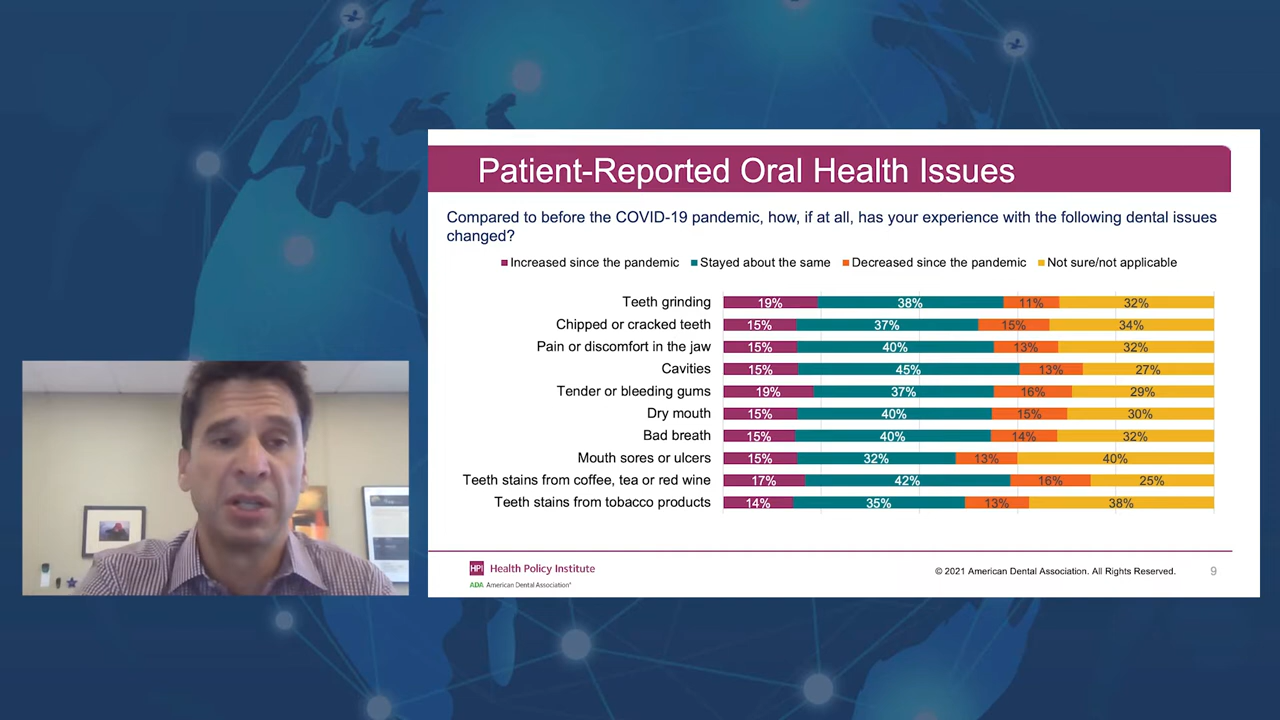 Patient-Reported Oral Health Issues
Compared to before the COVID-19 pandemic, how, if at all, has your experience with the following dental issues
changed?
Increased since the pandemic Stayed about the same Decreased since the pandemic Not sure/not applicable
Teeth grinding 19% 38% 11% 32%
Chipped or cracked teeth 15% 37% 15% 34%
Pain or discomfort in the jaw 15% 40% 13% 32%
Cavities 15% 45% 13% 27%
Tender or bleeding gums 19% 37% 16% 29%
Dry mouth 15% 40% 15% 30%
Bad breath 15% 40% 14% 32%
Mouth sores or ulcers 15% 32% 13% 40%
Teeth stains from coffee, tea or red wine 17% 42% 16% 25%
Teeth stains from tobacco products 14% 35% 13% 38%
HPI Health Policy Institute
ADA American Dental Association®
© 2021 American Dental Association. All Rights Reserved. 9